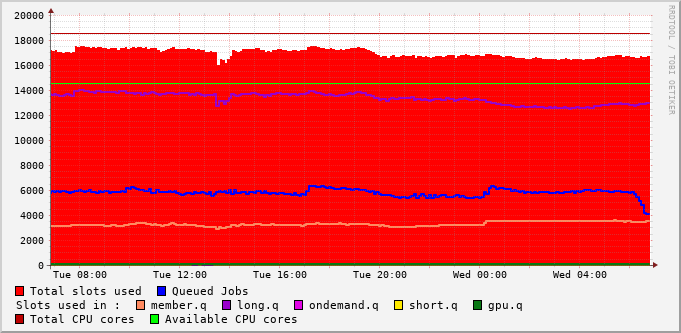 RRDTOOL / TOBI OETIKER
20000
18000
16000
14000
12000
10000
8000
6000
4000
2000
0
Tue 08:00 Tue 12:00 Tue 16:00 Tue 20:00 Wed 00:00 Wed 04:00
Total slots used Queued Jobs
Slots used in : member.q long.q ondemand.q short.q gpu.q
Total CPU cores Available CPU cores